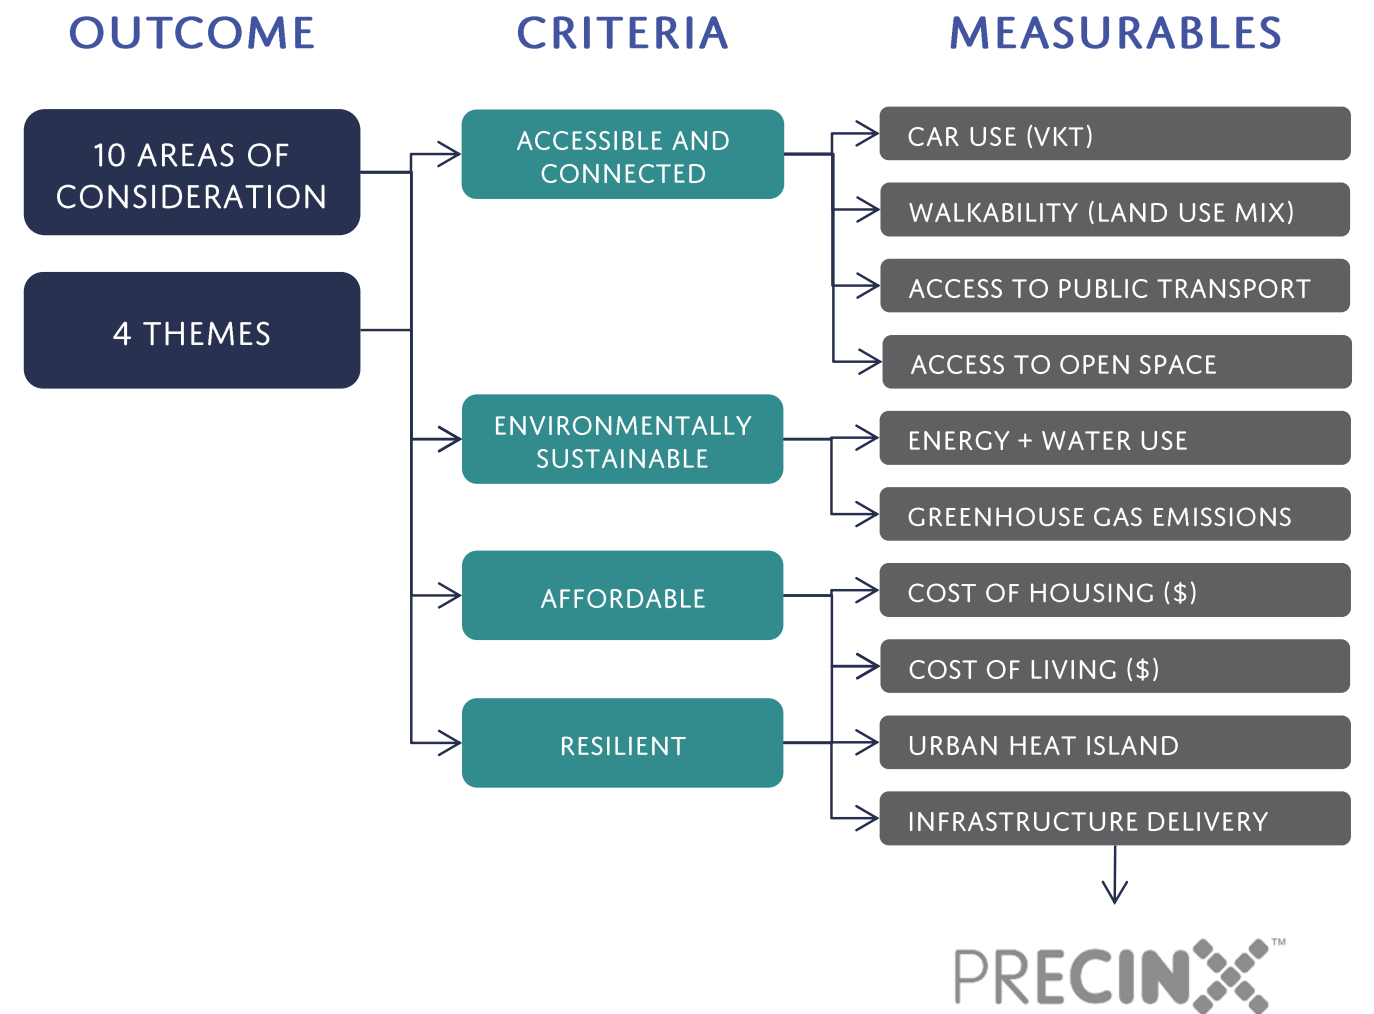 OUTCOME
CRITERIA
MEASURABLES
10 AREAS OF
CONSIDERATION
4 THEMES
ACCESSIBLE AND
CONNECTED
ENVIRONMENTALLY
SUSTAINABLE
AFFORDABLE
RESILIENT
CAR USE (VKT)
WALKABILITY (LAND USE MIX)
ACCESS TO PUBLIC TRANSPORT
ACCESS TO OPEN SPACE
ENERGY + WATER USE
GREENHOUSE GAS EMISSIONS
COST OF HOUSING ($)
COST OF LIVING ($)
URBAN HEAT ISLAND
INFRASTRUCTURE DELIVERY
PRECINX™